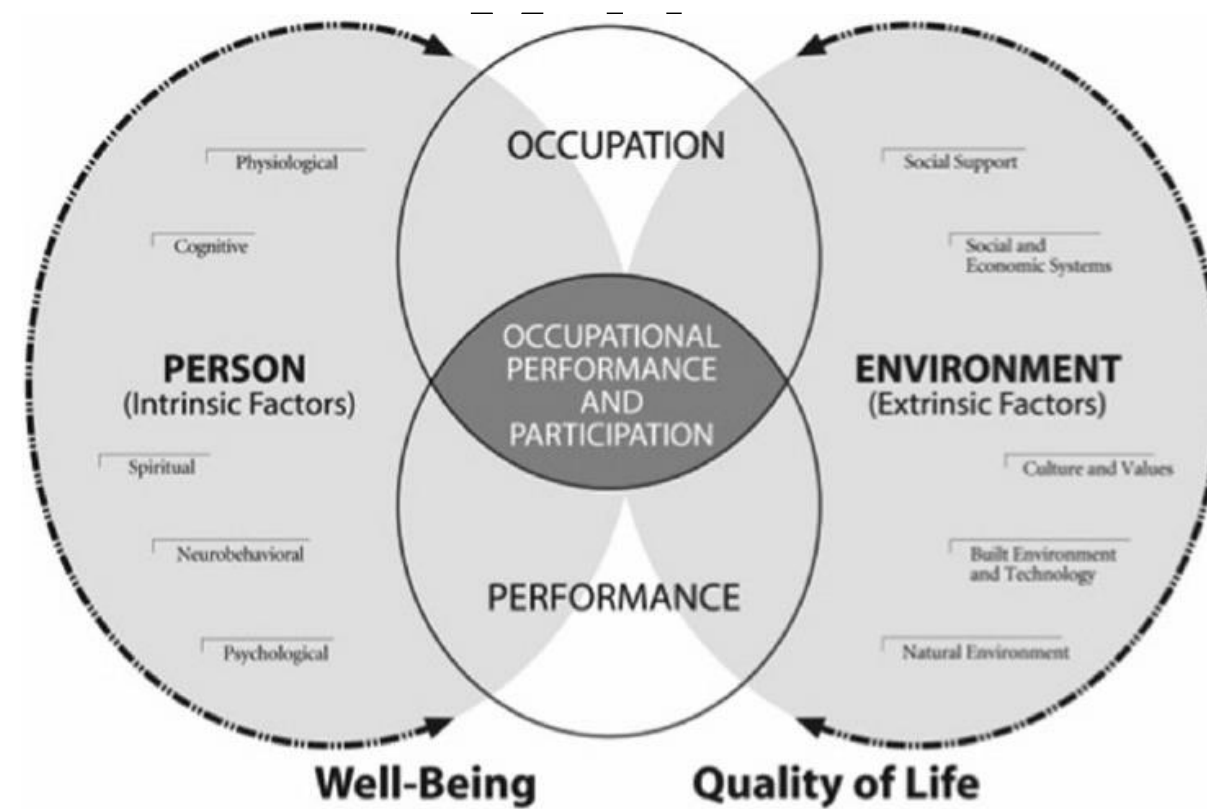 OCCUPATION
Physiological
Cognitive
PERSON
(Intrinsic Factors)
Spiritual
Neurobehavioral
Psychological
OCCUPATIONAL
PERFORMANCE
AND
PARTICIPATION
PERFORMANCE
Social Support
Social and
Economic Systems
ENVIRONMENT
(Extrinsic Factors)
Culture and Values
Built Environment
and Technology
Natural Environment
Well-Being
Quality of Life